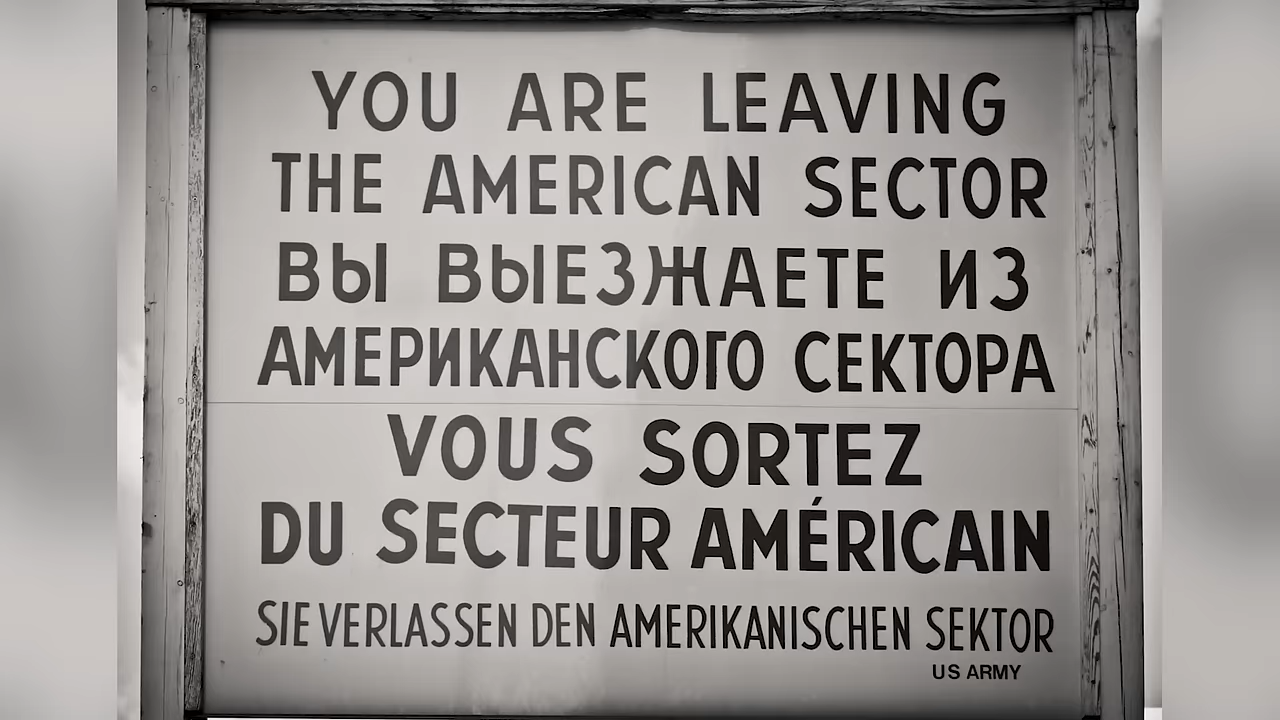 YOU ARE LEAVING
THE AMERICAN SECTOR
ВЫ ВЫЕЗЖАЕТЕ ИЗ
АМЕРИКАНСКОГО СЕКТОРА
VOUS SORTEZ
DU SECTEUR AMÉRICAIN
SIE VERLASSEN DEN AMERIKANISCHEN SEKTOR
US ARMY